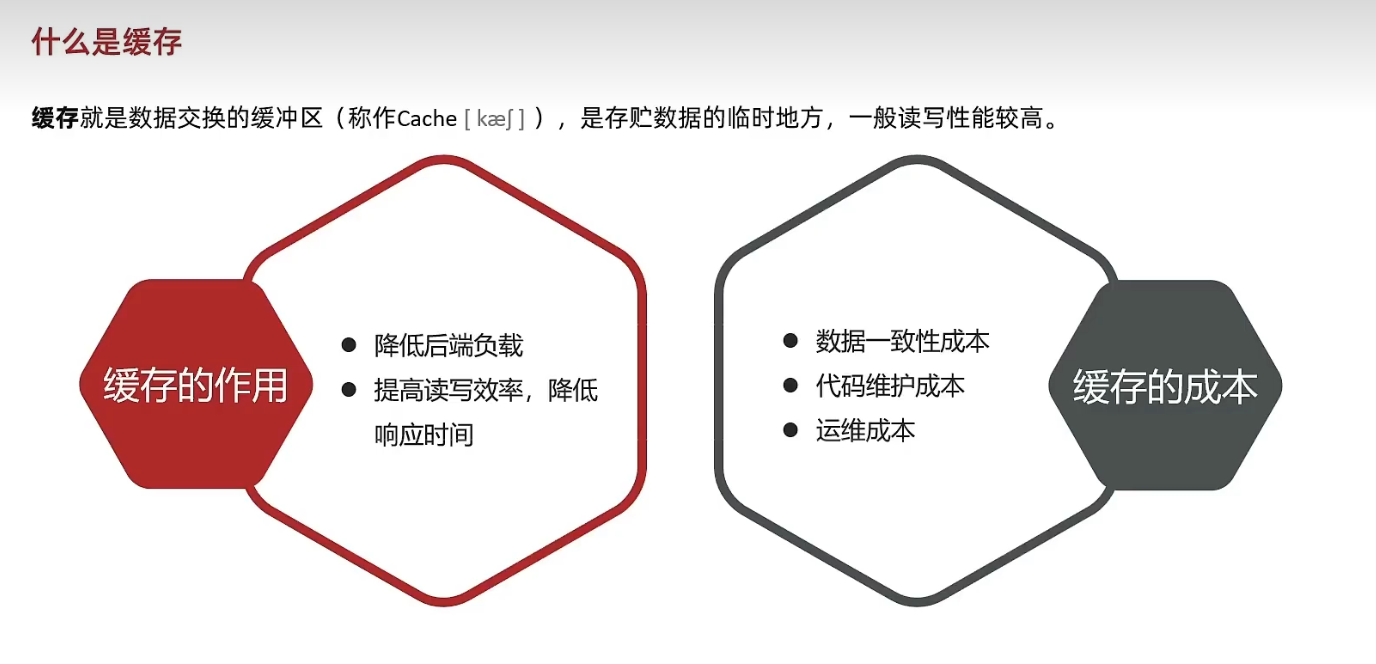 什么是缓存
缓存就是数据交换的缓冲区（称作Cache [ kæʃ ] ），是存贮数据的临时地方，一般读写性能较高。
缓存的作用
● 降低后端负载
● 提高读写效率，降低
响应时间
● 数据一致性成本
● 代码维护成本
● 运维成本
缓存的成本